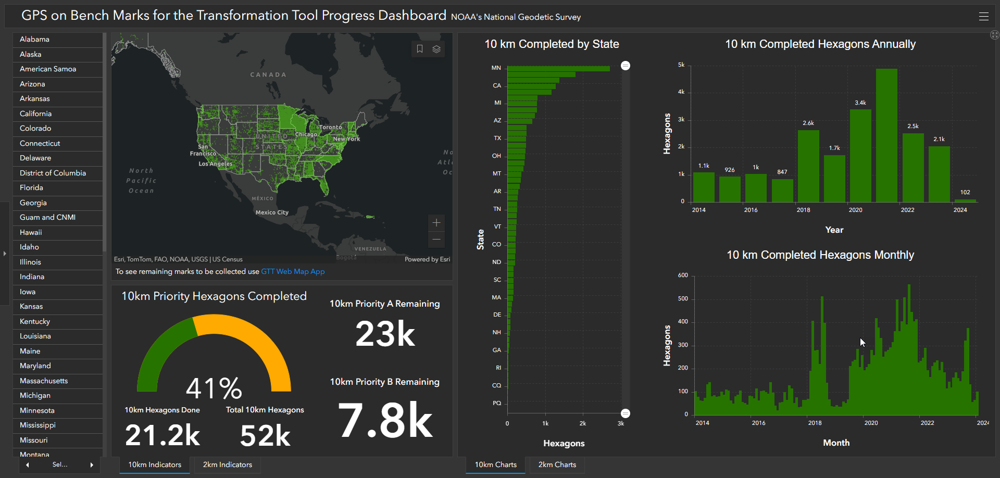 GPS on Bench Marks for the Transformation Tool Progress Dashboard NOAA's National Geodetic Survey
Alabama
Alaska
American Samoa
Arizona
Arkansas
California
Colorado
Connecticut
Delaware
District of Columbia
Florida
Georgia
Guam and CNMI
Hawaii
Idaho
Illinois
Indiana
Iowa
Kansas
Kentucky
Louisiana
Maine
Maryland
Massachusetts
Michigan
Minnesota
Mississippi
Missouri
Montana
Sel...
CANADA
Toronto
Chicago
New York
UNITED
STATES
San
Francisco
Los Angeles
North
Pacific
Ocean
No
Atl
Oc
MÉXICO
Mexico City
VENEZUELA
Bogotá
Esri, TomTom, FAO, NOAA, USGS | US Census
Powered by Esri
To see remaining marks to be collected use GTT Web Map App
10km Priority Hexagons Completed
41%
10km Hexagons Done
21.2k
Total 10km Hexagons
52k
10km Priority A Remaining
23k
10km Priority B Remaining
7.8k
10km Indicators
2km Indicators
10 km Completed by State
State
MN
CA
MI
AZ
TX
OH
MT
AR
TN
VT
CO
ND
SC
MA
DE
NH
GA
RI
CQ
PQ
0 1k 2k 3k
Hexagons
10 km Completed Hexagons Annually
Hexagons
5k
4k
3k
2k
1k
0
1.1k
926
1k
847
2.6k
1.7k
3.4k
2.5k
2.1k
102
2014 2016 2018 2020 2022 2024
Year
10 km Completed Hexagons Monthly
Hexagons
600
500
400
300
200
100
0
2014 2016 2018 2020 2022 2024
Month
10km Charts
2km Charts